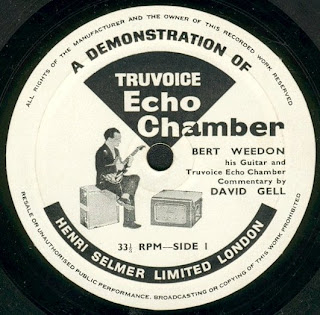 ALL RIGHTS OF THE MANUFACTURER AND THE OWNER OF THIS RECORDED WORK RESERVED
A DEMONSTRATION OF
TRUVOICE
Echo
Chamber
BERT WEEDON
his Guitar and
Truvoice Echo Chamber
Commentary by
DAVID GELL
33⅓ RPM—SIDE 1
HENRI SELMER LIMITED LONDON
RESALE OR UNAUTHORISED PUBLIC PERFORMANCE, BROADCASTING OR COPYING OF THIS WORK PROHIBITED